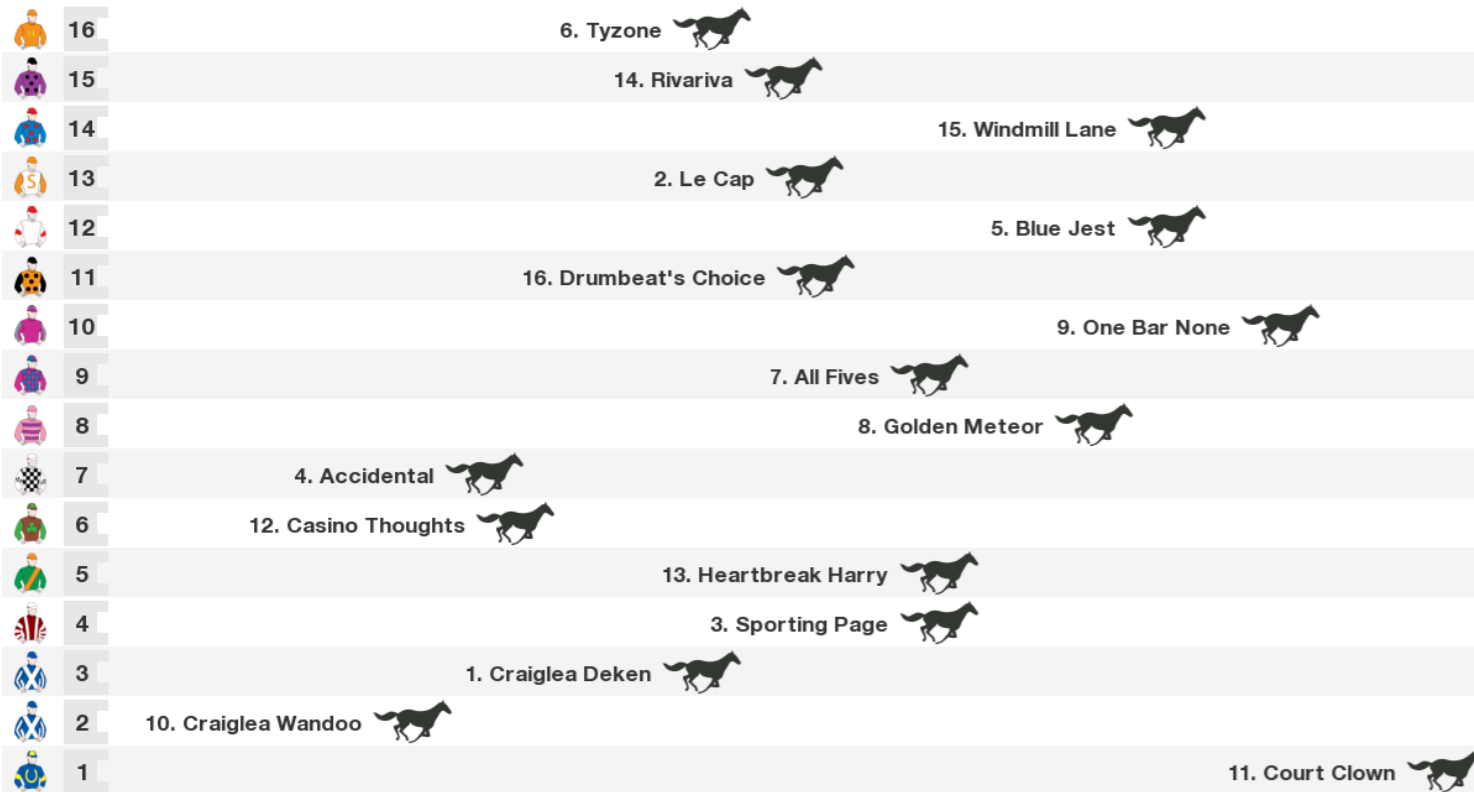 16 6. Tyzone
15 14. Rivariva
14 15. Windmill Lane
13 2. Le Cap
12 5. Blue Jest
11 16. Drumbeat's Choice
10 9. One Bar None
9 7. All Fives
8 8. Golden Meteor
7 4. Accidental
6 12. Casino Thoughts
5 13. Heartbreak Harry
4 3. Sporting Page
3 1. Craiglea Deken
2 10. Craiglea Wandoo
1 11. Court Clown